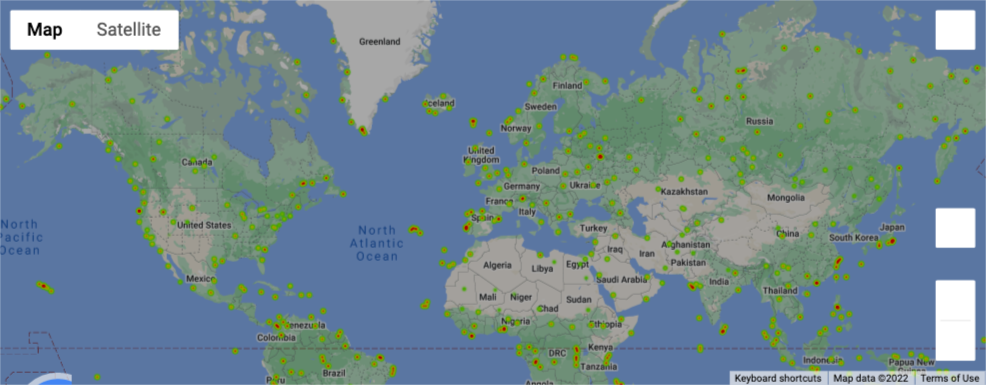 Map Satellite
Greenland
Iceland
Finland
Sweden
Norway
Russia
United
Kingdom
Canada
Poland
Germany
Ukraine
Kazakhstan
Mongolia
France
Italy
Spain
United States
North
Pacific
Ocean
North
Atlantic
Ocean
Turkey
China
Japan
South Korea
Iraq
Iran
Afghanistan
Pakistan
Algeria
Libya
Egypt
Saudi Arabia
Mexico
India
Thailand
Mali
Niger
Chad
Sudan
Nigeria
Ethiopia
Venezuela
Colombia
Kenya
DRC
Tanzania
Indonesia
Papua New
Guinea
Brazil
Peru
Angola
Keyboard shortcuts Map data ©2022 Terms of Use